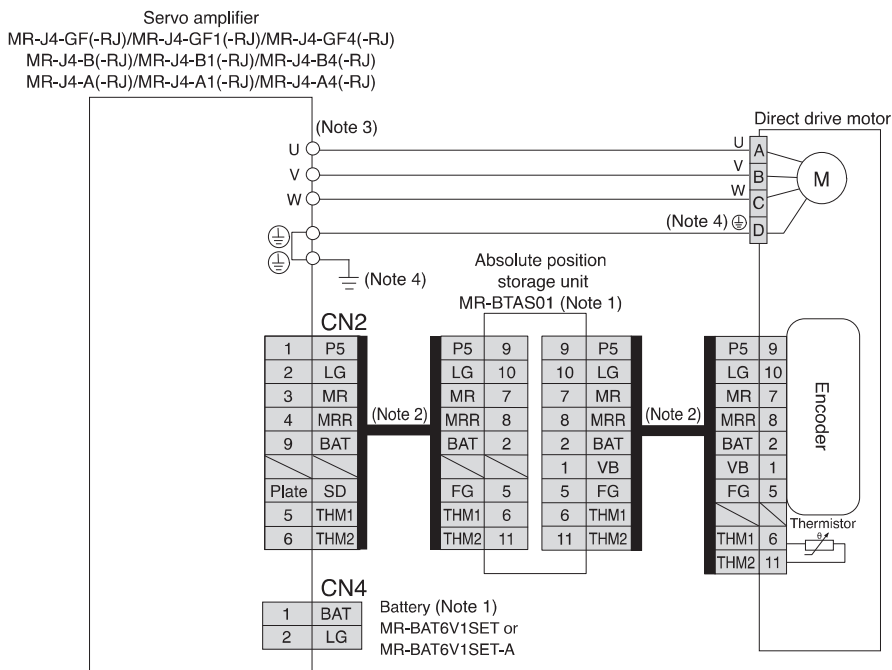 Servo amplifier
MR-J4-GF(-RJ)/MR-J4-GF1(-RJ)/MR-J4-GF4(-RJ)
MR-J4-B(-RJ)/MR-J4-B1(-RJ)/MR-J4-B4(-RJ)
MR-J4-A(-RJ)/MR-J4-A1(-RJ)/MR-J4-A4(-RJ)
Direct drive motor
(Note 3)
U U A
V V B M
W W C
(Note 4) D
(Note 4)
Absolute position
storage unit
MR-BTAS01 (Note 1)
CN2
1 P5 P5 9 9 P5 P5 9
2 LG LG 10 10 LG LG 10
3 MR MR 7 7 MR MR 7
4 MRR (Note 2) MRR 8 8 MRR (Note 2) MRR 8
9 BAT BAT 2 2 BAT BAT 2
1 VB VB 1
Plate SD FG 5 5 FG FG 5
5 THM1 THM1 6 6 THM1
6 THM2 THM2 11 11 THM2
Encoder
Thermistor
θ
THM1 6
THM2 11
CN4
1 BAT
2 LG
Battery (Note 1)
MR-BAT6V1SET or
MR-BAT6V1SET-A